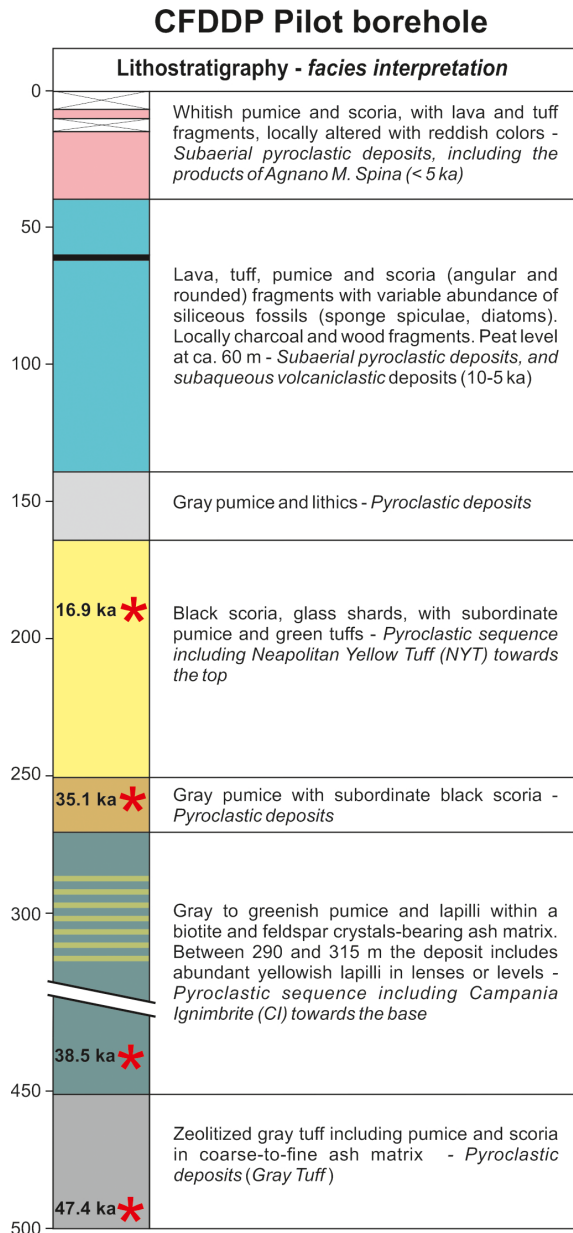 CFDDP Pilot borehole
Lithostratigraphy - facies interpretation
0
Whitish pumice and scoria, with lava and tuff
fragments, locally altered with reddish colors -
Subaerial pyroclastic deposits, including the
products of Agnano M. Spina (< 5 ka)
50
Lava, tuff, pumice and scoria (angular and
rounded) fragments with variable abundance of
siliceous fossils (sponge spiculae, diatoms).
Locally charcoal and wood fragments. Peat level
at ca. 60 m - Subaerial pyroclastic deposits, and
subaqueous volcaniclastic deposits (10-5 ka)
100
150
Gray pumice and lithics - Pyroclastic deposits
16.9 ka
Black scoria, glass shards, with subordinate
pumice and green tuffs - Pyroclastic sequence
including Neapolitan Yellow Tuff (NYT) towards
the top
200
250
35.1 ka
Gray pumice with subordinate black scoria -
Pyroclastic deposits
300
Gray to greenish pumice and lapilli within a
biotite and feldspar crystals-bearing ash matrix.
Between 290 and 315 m the deposit includes
abundant yellowish lapilli in lenses or levels -
Pyroclastic sequence including Campania
Ignimbrite (CI) towards the base
38.5 ka
450
Zeolitized gray tuff including pumice and scoria
in coarse-to-fine ash matrix - Pyroclastic
deposits (Gray Tuff)
47.4 ka
500